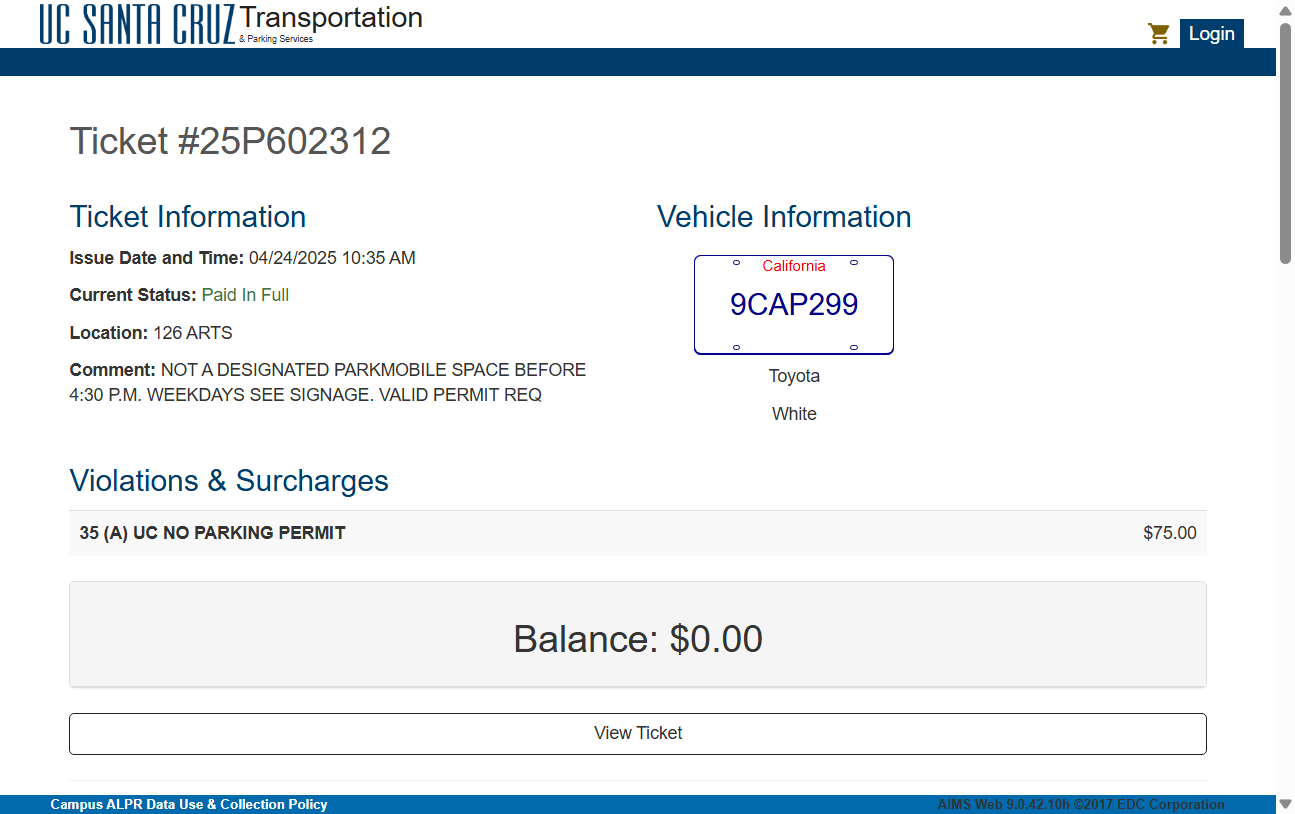 UC SANTA CRUZ Transportation
& Parking Services
Login
Ticket #25P602312
Ticket Information
Issue Date and Time: 04/24/2025 10:35 AM
Current Status: Paid In Full
Location: 126 ARTS
Comment: NOT A DESIGNATED PARKMOBILE SPACE BEFORE
4:30 P.M. WEEKDAYS SEE SIGNAGE. VALID PERMIT REQ
Vehicle Information
California
9CAP299
Toyota
White
Violations & Surcharges
35 (A) UC NO PARKING PERMIT $75.00
Balance: $0.00
View Ticket
Campus ALPR Data Use & Collection Policy
AIMS Web 9.0.42.10h ©2017 EDC Corporation